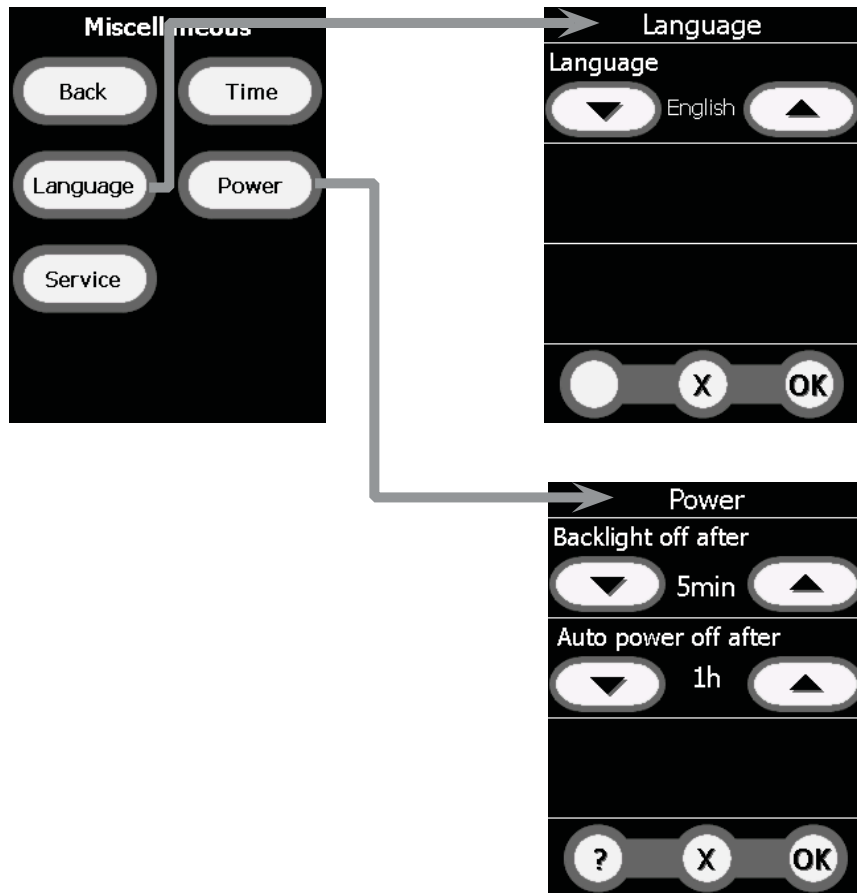 Miscellaneous
Back
Time
Language
Power
Service
Language
Language
English
X
OK
Power
Backlight off after
5min
Auto power off after
1h
?
X
OK